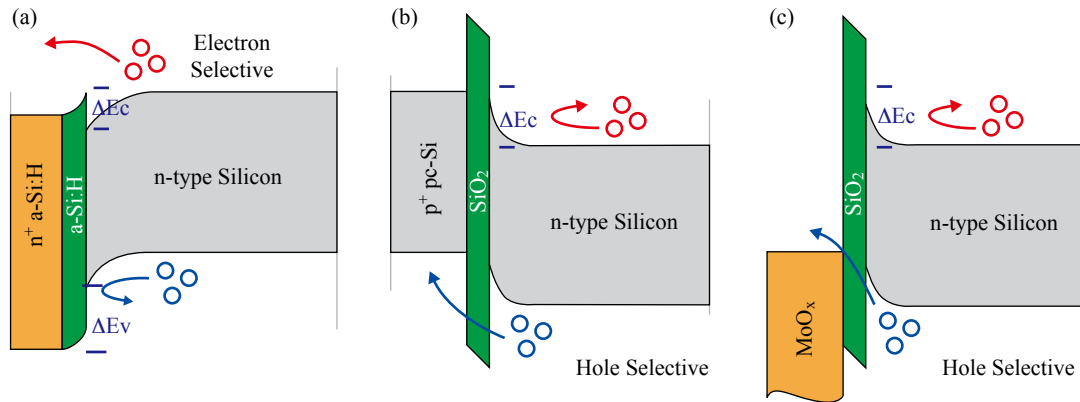 (a)
Electron
Selective
ΔEc
n-type Silicon
n⁺ a-Si:H
a-Si:H
ΔEv
(b)
ΔEc
p⁺ pc-Si
SiO₂
n-type Silicon
Hole Selective
(c)
ΔEc
SiO₂
n-type Silicon
MoOₓ
Hole Selective